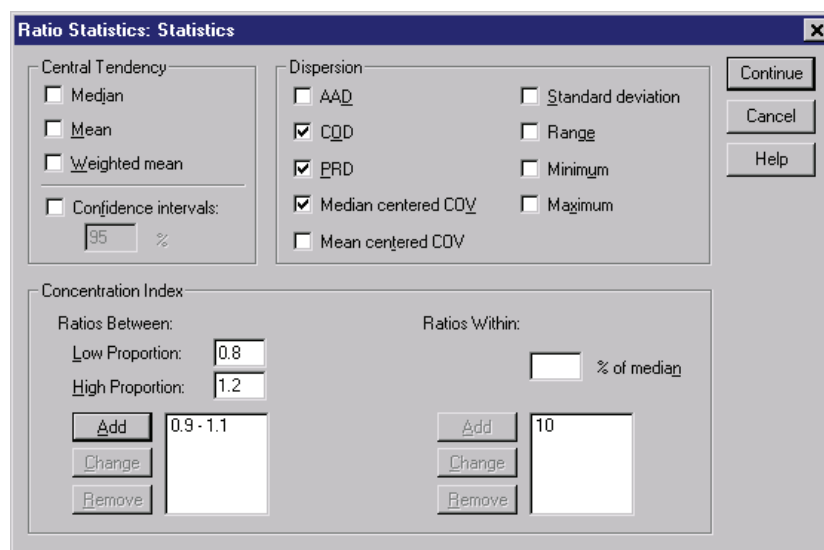 Ratio Statistics: Statistics
Central Tendency
Median
Mean
Weighted mean
Confidence intervals:
95 %
Dispersion
AAD
COD
PRD
Median centered COV
Mean centered COV
Standard deviation
Range
Minimum
Maximum
Continue
Cancel
Help
Concentration Index
Ratios Between:
Low Proportion: 0.8
High Proportion: 1.2
Add
Change
Remove
0.9 - 1.1
Ratios Within:
% of median
Add
Change
Remove
10